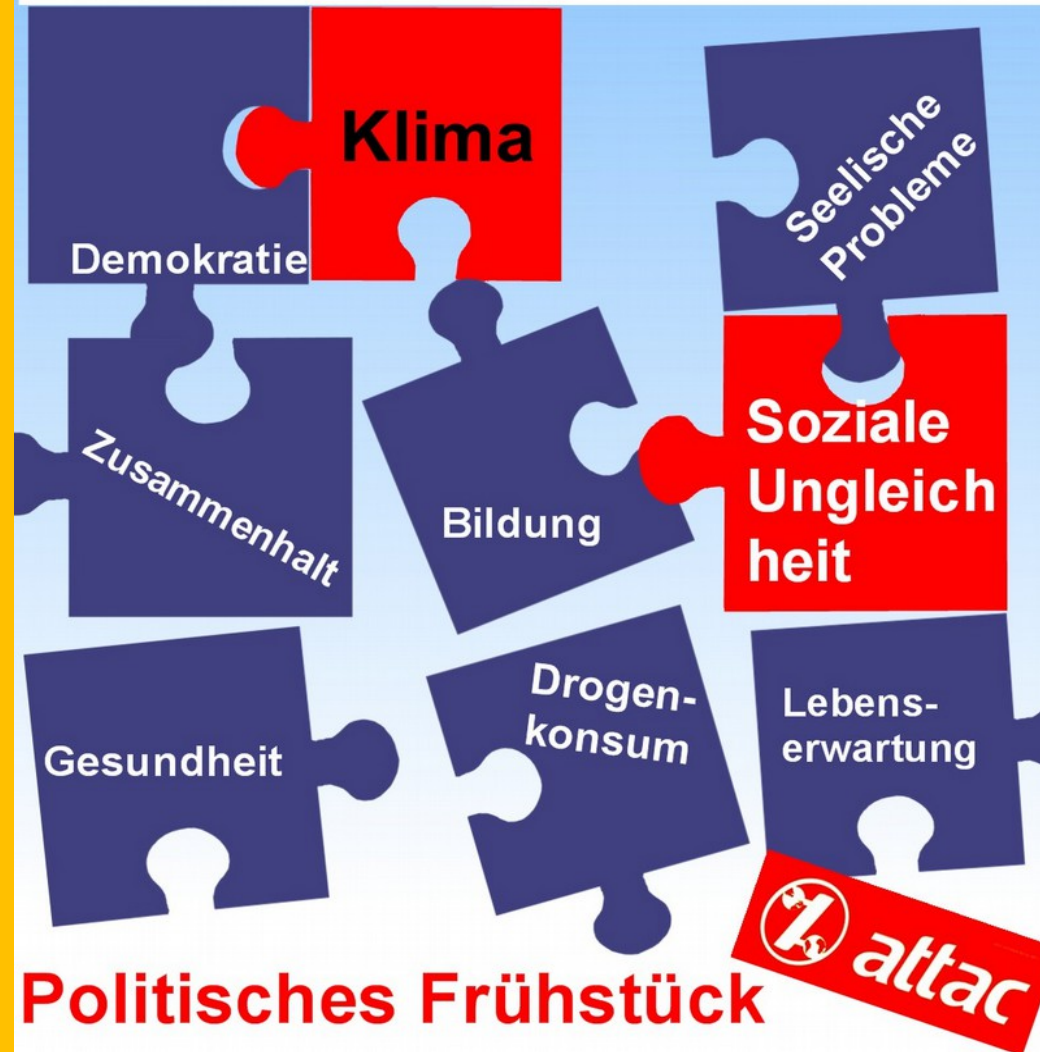 Klima
Demokratie
Seelische
Probleme
Zusammenhalt
Bildung
Soziale
Ungleich
heit
Gesundheit
Drogen-
konsum
Lebens-
erwartung
attac
Politisches Frühstück